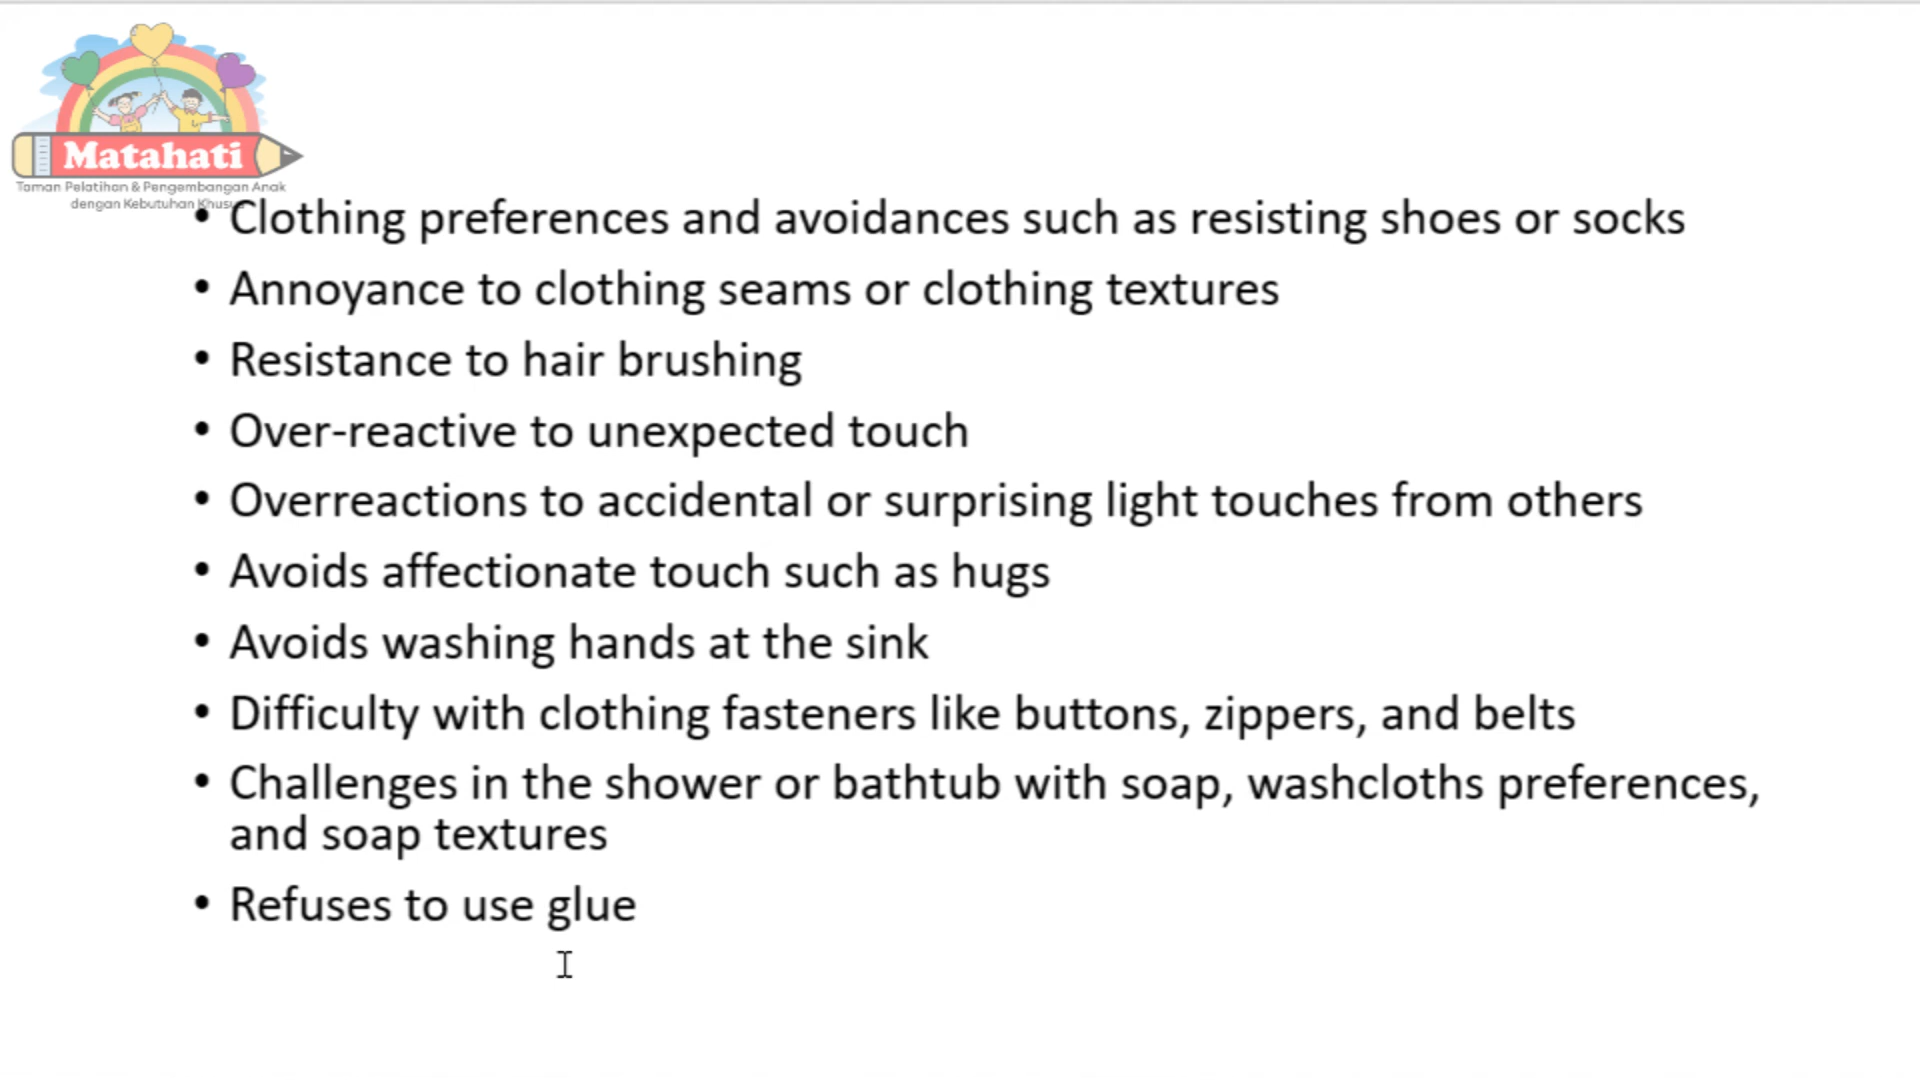 Matahati
Taman Pelatihan & Pengembangan Anak
dengan Kebutuhan Khusus
• Clothing preferences and avoidances such as resisting shoes or socks
• Annoyance to clothing seams or clothing textures
• Resistance to hair brushing
• Over-reactive to unexpected touch
• Overreactions to accidental or surprising light touches from others
• Avoids affectionate touch such as hugs
• Avoids washing hands at the sink
• Difficulty with clothing fasteners like buttons, zippers, and belts
• Challenges in the shower or bathtub with soap, washcloths preferences,
and soap textures
• Refuses to use glue